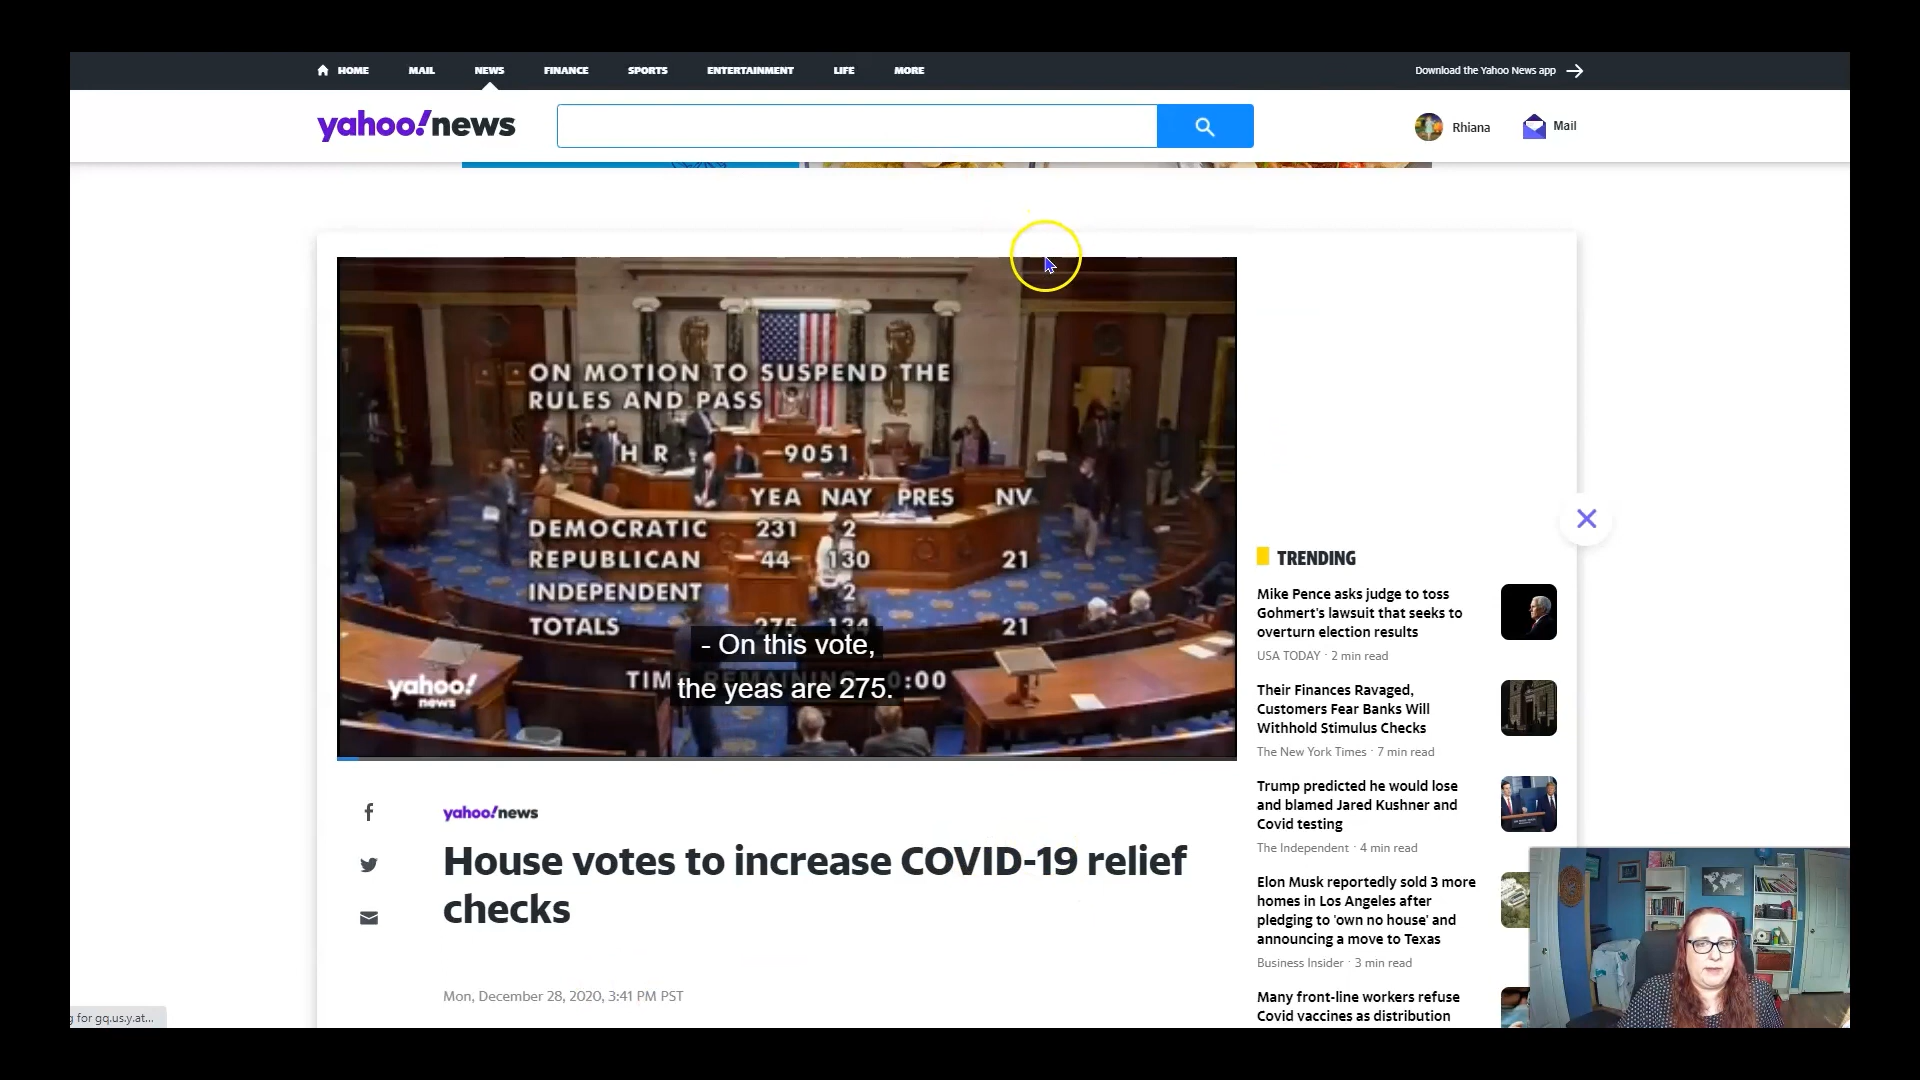 HOME MAIL NEWS FINANCE SPORTS ENTERTAINMENT LIFE MORE Download the Yahoo News app
yahoo!news
Rhiana Mail
ON MOTION TO SUSPEND THE
RULES AND PASS
H R 9051
YEA NAY PRES NV
DEMOCRATIC 231 2
REPUBLICAN 44 130 21
INDEPENDENT 2
TOTALS 275 134 21
- On this vote,
the yeas are 275.
:00
yahoo!
news
TRENDING
Mike Pence asks judge to toss
Gohmert's lawsuit that seeks to
overturn election results
USA TODAY · 2 min read
Their Finances Ravaged,
Customers Fear Banks Will
Withhold Stimulus Checks
The New York Times · 7 min read
Trump predicted he would lose
and blamed Jared Kushner and
Covid testing
The Independent · 4 min read
Elon Musk reportedly sold 3 more
homes in Los Angeles after
pledging to 'own no house' and
announcing a move to Texas
Business Insider · 3 min read
Many front-line workers refuse
Covid vaccines as distribution
yahoo!news
House votes to increase COVID-19 relief
checks
Mon, December 28, 2020, 3:41 PM PST
g for gq.us.y.at...